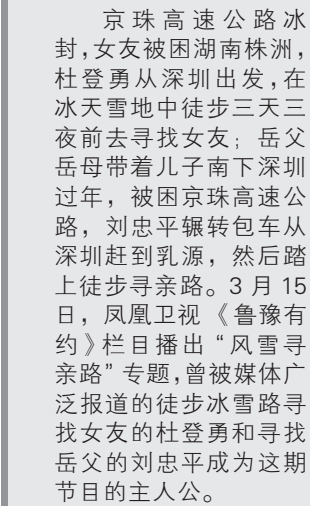 京珠高速公路冰
封，女友被困湖南株洲，
杜登勇从深圳出发，在
冰天雪地中徒步三天三
夜前去寻找女友；岳父
岳母带着儿子南下深圳
过年，被困京珠高速公
路，刘忠平辗转包车从
深圳赶到乳源，然后踏
上徒步寻亲路。3月15
日，凤凰卫视《鲁豫有
约》栏目播出“风雪寻
亲路”专题，曾被媒体广
泛报道的徒步冰雪路寻
找女友的杜登勇和寻找
岳父的刘忠平成为这期
节目的主人公。